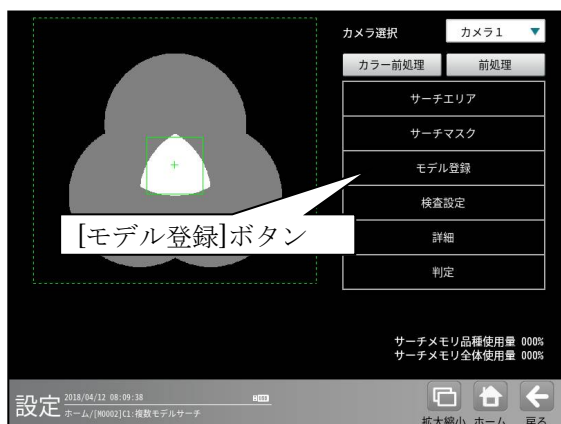 カメラ選択
カメラ1
カラー前処理
前処理
サーチエリア
サーチマスク
モデル登録
[モデル登録]ボタン
検査設定
詳細
判定
サーチメモリ品種使用量 000%
サーチメモリ全体使用量 000%
設定
2018/04/12 08:09:38
ホーム/[M0002]C1:複数モデルサーチ
拡大縮小
ホーム
戻る